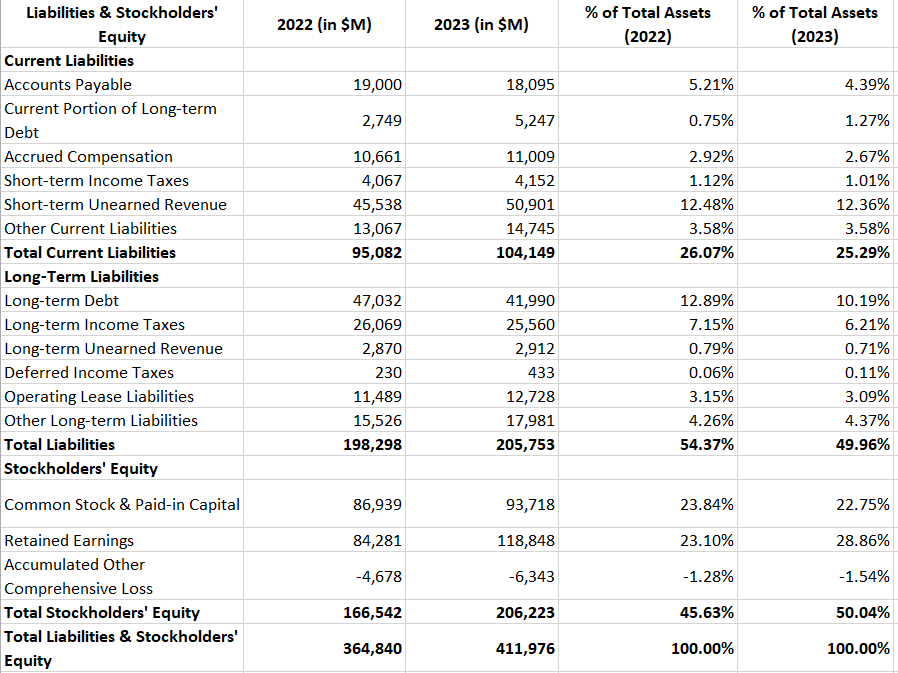 Liabilities & Stockholders' Equity 2022 (in $M) 2023 (in $M) % of Total Assets (2022) % of Total Assets (2023)
Current Liabilities
Accounts Payable 19,000 18,095 5.21% 4.39%
Current Portion of Long-term Debt 2,749 5,247 0.75% 1.27%
Accrued Compensation 10,661 11,009 2.92% 2.67%
Short-term Income Taxes 4,067 4,152 1.12% 1.01%
Short-term Unearned Revenue 45,538 50,901 12.48% 12.36%
Other Current Liabilities 13,067 14,745 3.58% 3.58%
Total Current Liabilities 95,082 104,149 26.07% 25.29%
Long-Term Liabilities
Long-term Debt 47,032 41,990 12.89% 10.19%
Long-term Income Taxes 26,069 25,560 7.15% 6.21%
Long-term Unearned Revenue 2,870 2,912 0.79% 0.71%
Deferred Income Taxes 230 433 0.06% 0.11%
Operating Lease Liabilities 11,489 12,728 3.15% 3.09%
Other Long-term Liabilities 15,526 17,981 4.26% 4.37%
Total Liabilities 198,298 205,753 54.37% 49.96%
Stockholders' Equity
Common Stock & Paid-in Capital 86,939 93,718 23.84% 22.75%
Retained Earnings 84,281 118,848 23.10% 28.86%
Accumulated Other Comprehensive Loss -4,678 -6,343 -1.28% -1.54%
Total Stockholders' Equity 166,542 206,223 45.63% 50.04%
Total Liabilities & Stockholders' Equity 364,840 411,976 100.00% 100.00%